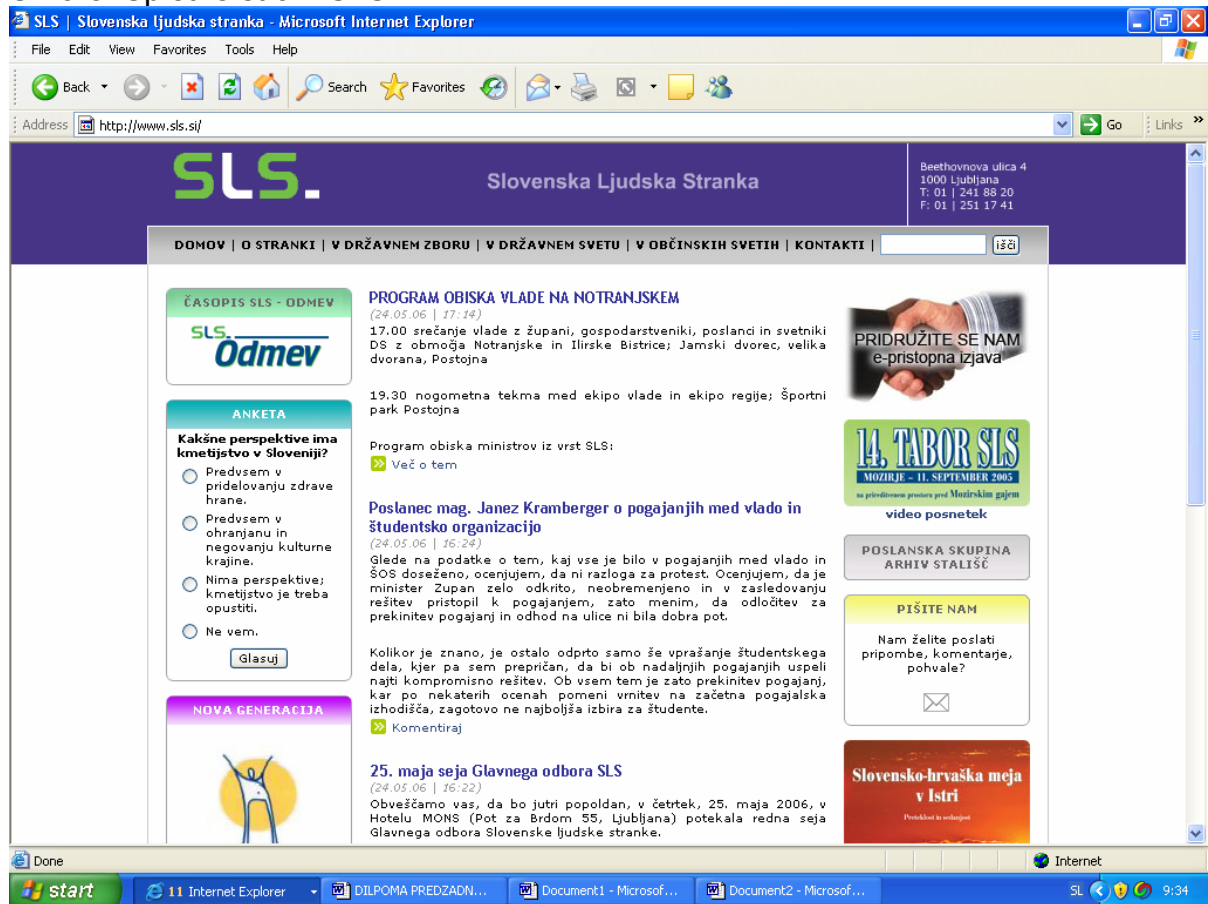 SLS | Slovenska ljudska stranka - Microsoft Internet Explorer
File Edit View Favorites Tools Help
Back Search Favorites
Address http://www.sls.si/ Go Links »
SLS.
Slovenska Ljudska Stranka
Beethovnova ulica 4
1000 Ljubljana
T: 01 | 241 88 20
F: 01 | 251 17 41
DOMOV | O STRANKI | V DRŽAVNEM ZBORU | V DRŽAVNEM SVETU | V OBČINSKIH SVETIH | KONTAKTI | išči
ČASOPIS SLS - ODMEV
SLS.
Odmev
ANKETA
Kakšne perspektive ima
kmetijstvo v Sloveniji?
Predvsem v
pridelovanju zdrave
hrane.
Predvsem v
ohranjanju in
negovanju kulturne
krajine.
Nima perspektive;
kmetijstvo je treba
opustiti.
Ne vem.
Glasuj
NOVA GENERACIJA
PROGRAM OBISKA VLADE NA NOTRANJSKEM
(24.05.06 | 17:14)
17.00 srečanje vlade z župani, gospodarstveniki, poslanci in svetniki
DS z območja Notranjske in Ilirske Bistrice; Jamski dvorec, velika
dvorana, Postojna
19.30 nogometna tekma med ekipo vlade in ekipo regije; Športni
park Postojna
Program obiska ministrov iz vrst SLS:
Več o tem
Poslanec mag. Janez Kramberger o pogajanjih med vlado in
študentsko organizacijo
(24.05.06 | 16:24)
Glede na podatke o tem, kaj vse je bilo v pogajanjih med vlado in
ŠOS doseženo, ocenjujem, da ni razloga za protest. Ocenjujem, da je
minister Zupan zelo odkrito, neobremenjeno in v zasledovanju
rešitev pristopil k pogajanjem, zato menim, da odločitev za
prekinitev pogajanj in odhod na ulice ni bila dobra pot.
Kolikor je znano, je ostalo odprto samo še vprašanje študentskega
dela, kjer pa sem prepričan, da bi ob nadaljnjih pogajanjih uspeli
najti kompromisno rešitev. Ob vsem tem je zato prekinitev pogajanj,
kar po nekaterih ocenah pomeni vrnitev na začetna pogajalska
izhodišča, zagotovo ne najboljša izbira za študente.
Komentiraj
25. maja seja Glavnega odbora SLS
(24.05.06 | 16:22)
Obveščamo vas, da bo jutri popoldan, v četrtek, 25. maja 2006, v
Hotelu MONS (Pot za Brdom 55, Ljubljana) potekala redna seja
Glavnega odbora Slovenske ljudske stranke.
PRIDRUŽITE SE NAM
e-pristopna izjava
14. TABOR SLS
MOZIRJE – 11. SEPTEMBER 2005
na prireditvenem prostoru pred Mozirskim gajem
video posnetek
POSLANSKA SKUPINA
ARHIV STALIŠČ
PIŠITE NAM
Nam želite poslati
pripombe, komentarje,
pohvale?
Slovensko-hrvaška meja
v Istri
Preteklost in sedanjost
Done Internet
start 11 Internet Explorer DILPOMA PREDZADN... Document1 - Microsof... Document2 - Microsof... SL 9:34